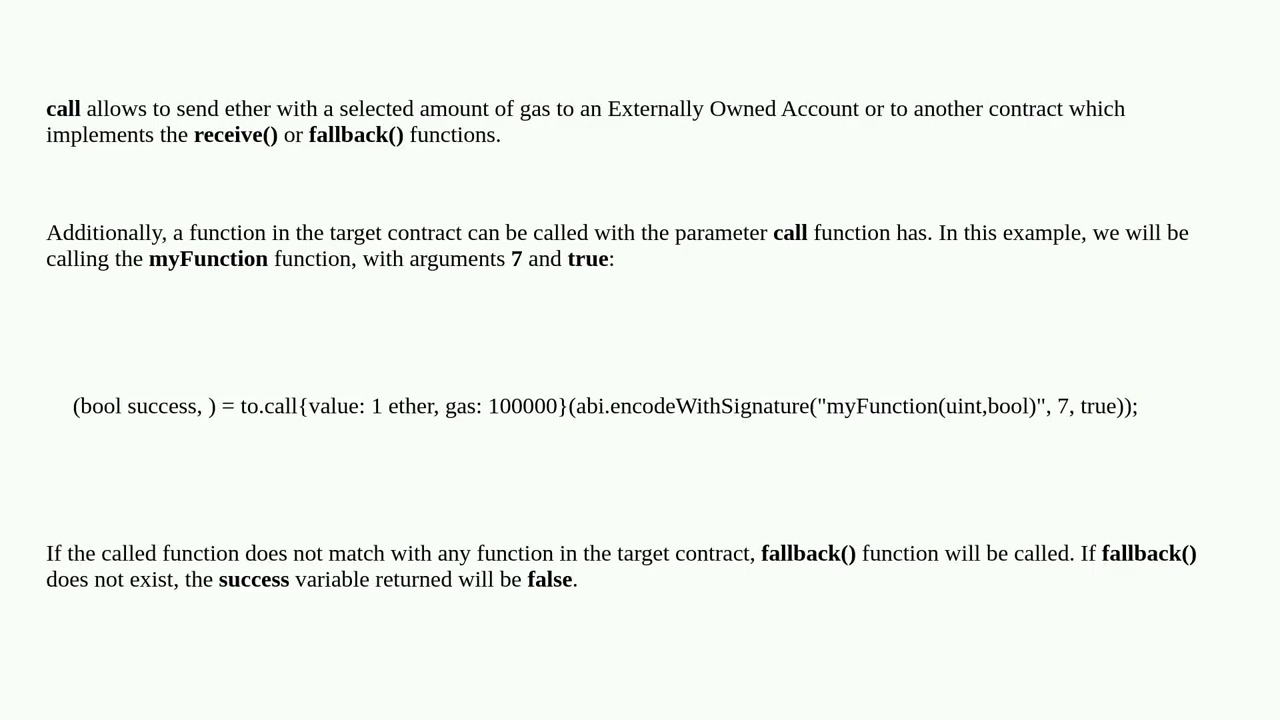 call allows to send ether with a selected amount of gas to an Externally Owned Account or to another contract which
implements the receive() or fallback() functions.
Additionally, a function in the target contract can be called with the parameter call function has. In this example, we will be
calling the myFunction function, with arguments 7 and true:
(bool success, ) = to.call{value: 1 ether, gas: 100000}(abi.encodeWithSignature("myFunction(uint,bool)", 7, true));
If the called function does not match with any function in the target contract, fallback() function will be called. If fallback()
does not exist, the success variable returned will be false.